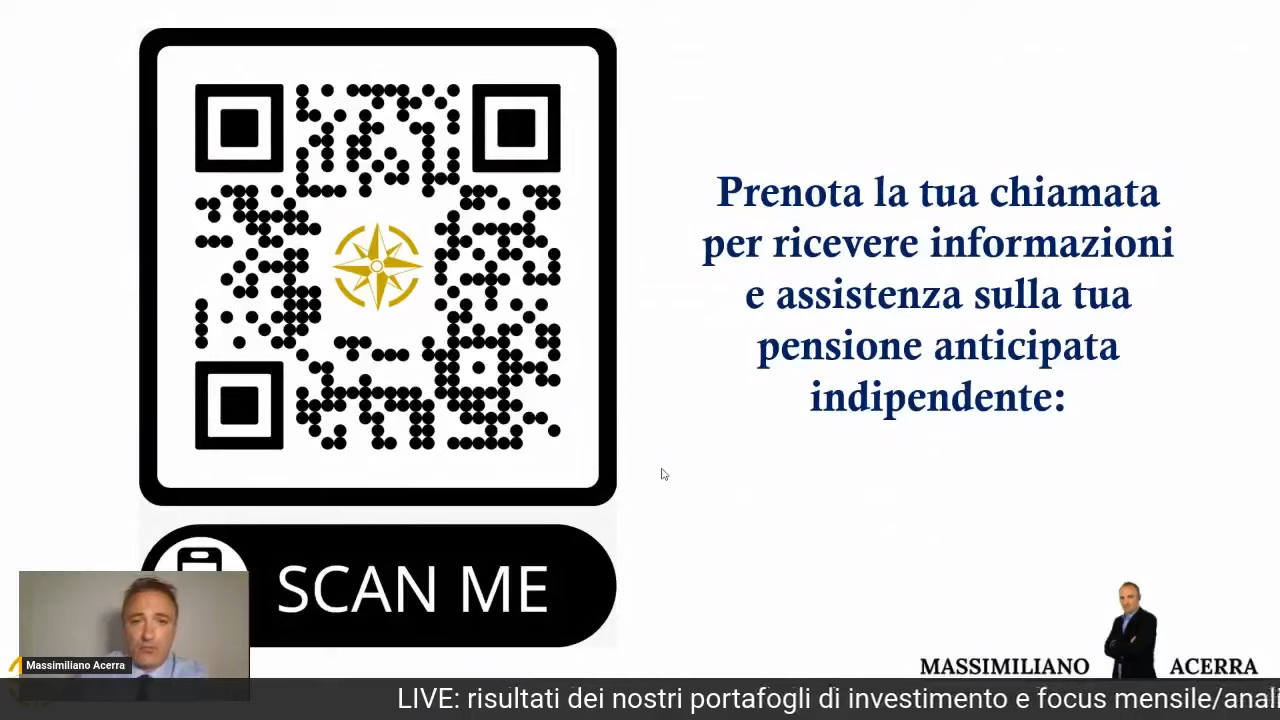 Prenota la tua chiamata
per ricevere informazioni
e assistenza sulla tua
pensione anticipata
indipendente:
SCAN ME
Massimiliano Acerra
MASSIMILIANO ACERRA
LIVE: risultati dei nostri portafogli di investimento e focus mensile/anali